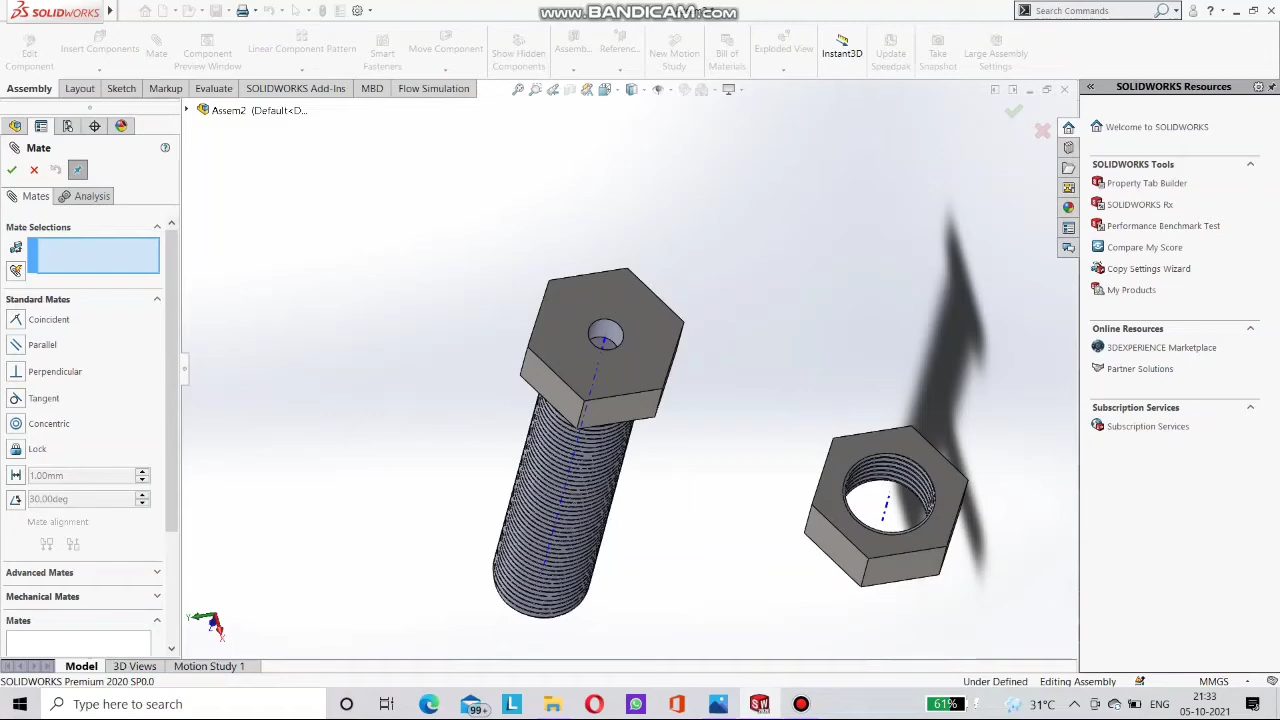 www.BANDICAM.com
SOLIDWORKS
Search Commands
Edit Component
Insert Components
Mate
Component Preview Window
Linear Component Pattern
Smart Fasteners
Move Component
Show Hidden Components
Assemb...
Referenc...
New Motion Study
Bill of Materials
Exploded View
Instant3D
Update Speedpak
Take Snapshot
Large Assembly Settings
Assembly
Layout
Sketch
Markup
Evaluate
SOLIDWORKS Add-Ins
MBD
Flow Simulation
Assem2 (Default<D...
Mate
Mates
Analysis
Mate Selections
Standard Mates
Coincident
Parallel
Perpendicular
Tangent
Concentric
Lock
1.00mm
30.00deg
Mate alignment
Advanced Mates
Mechanical Mates
Mates
SOLIDWORKS Resources
Welcome to SOLIDWORKS
SOLIDWORKS Tools
Property Tab Builder
SOLIDWORKS Rx
Performance Benchmark Test
Compare My Score
Copy Settings Wizard
My Products
Online Resources
3DEXPERIENCE Marketplace
Partner Solutions
Subscription Services
Subscription Services
Y
Z
X
Model
3D Views
Motion Study 1
SOLIDWORKS Premium 2020 SP0.0
Under Defined
Editing Assembly
MMGS
Type here to search
99+
61%
31°C
ENG
21:33
05-10-2021